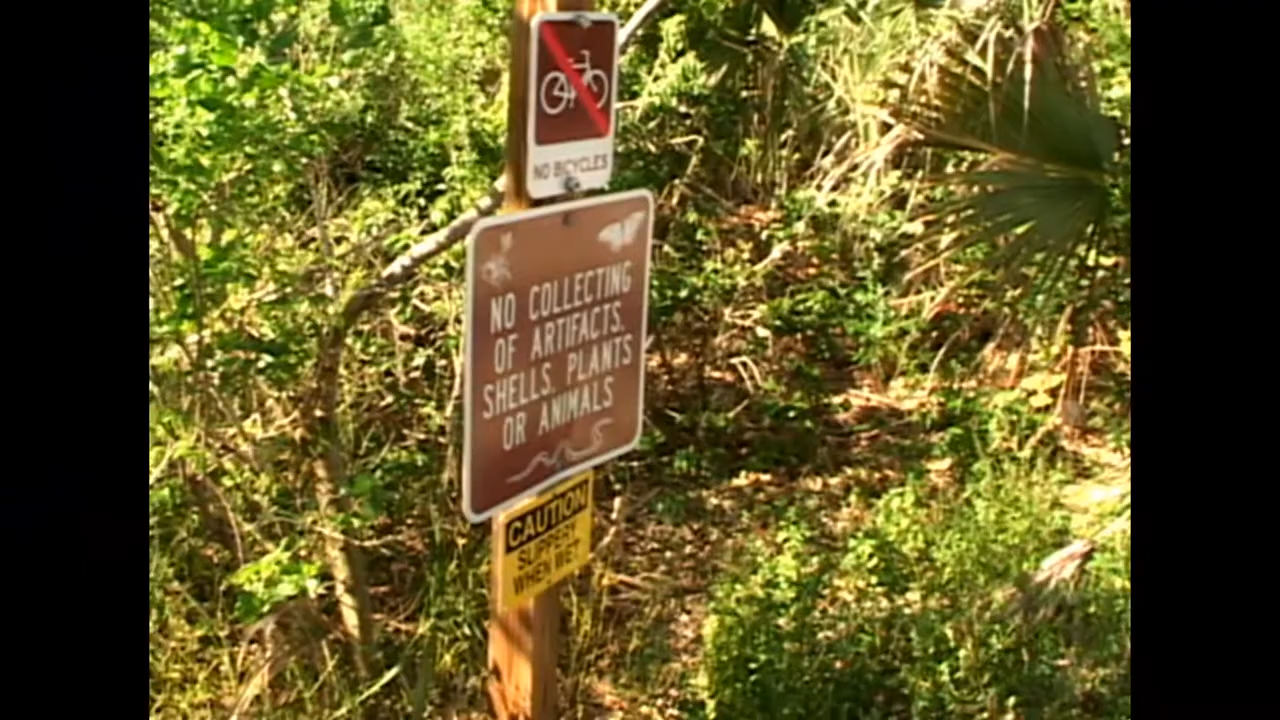 NO BICYCLES
NO COLLECTING
OF ARTIFACTS,
SHELLS, PLANTS
OR ANIMALS
CAUTION
SLIPPERY
WHEN WET